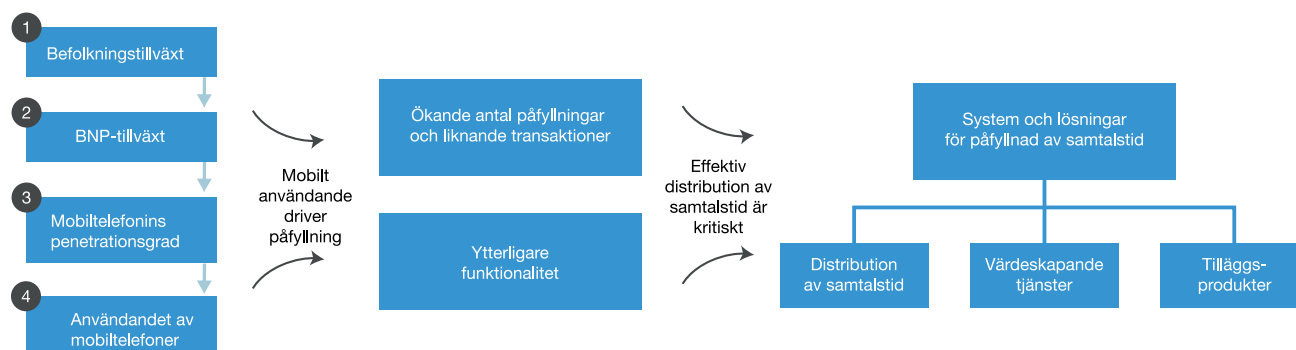 1
Befolkningstillväxt
2
BNP-tillväxt
3
Mobiltelefonins
penetrationsgrad
4
Användandet av
mobiltelefoner
Mobilt
användande
driver
påfyllning
Ökande antal påfyllningar
och liknande transaktioner
Ytterligare
funktionalitet
Effektiv
distribution av
samtalstid är
kritiskt
System och lösningar
för påfyllnad av samtalstid
Distribution
av samtalstid
Värdeskapande
tjänster
Tilläggs-
produkter